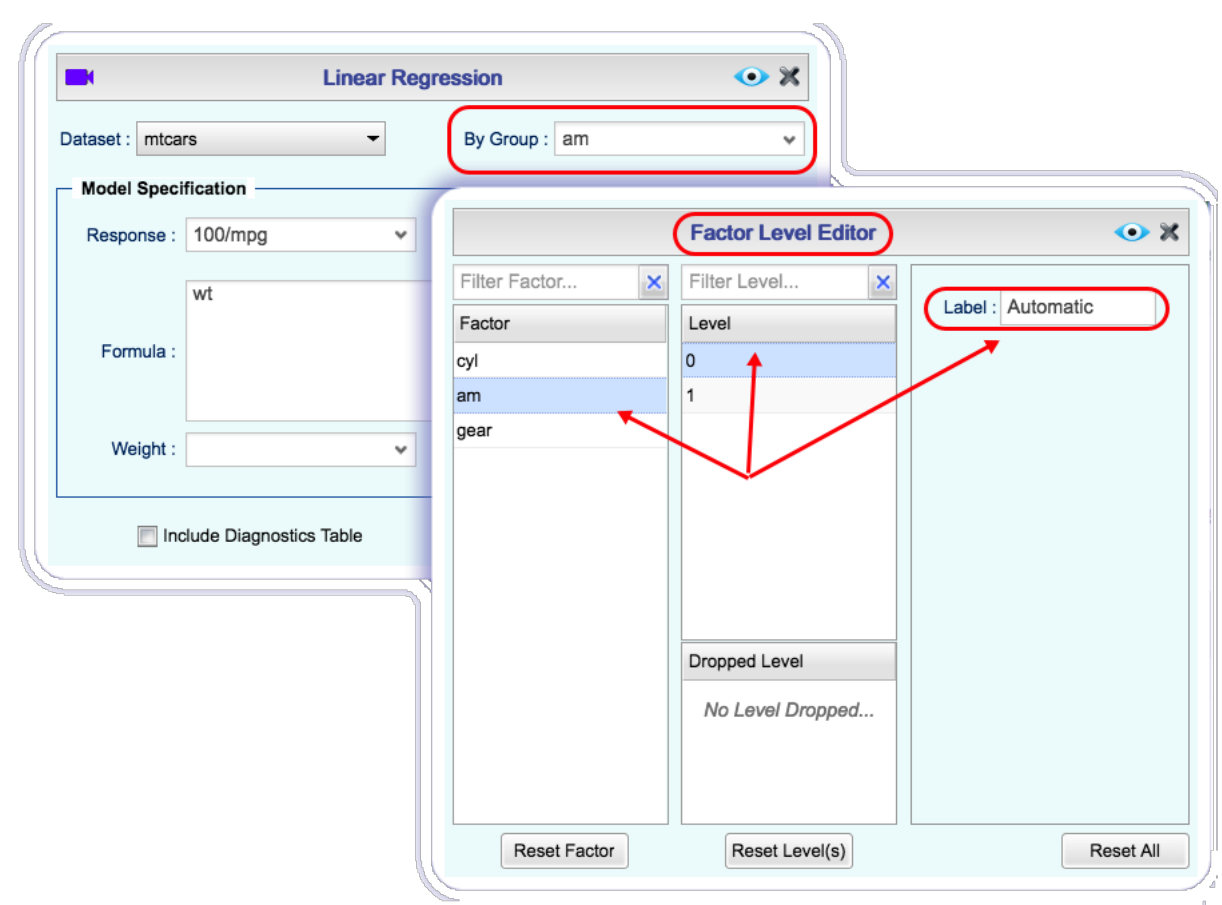 Linear Regression
Dataset : mtcars
By Group : am
Model Specification
Response : 100/mpg
Formula : wt
Weight :
Include Diagnostics Table
Factor Level Editor
Filter Factor...
Factor
cyl
am
gear
Reset Factor
Filter Level...
Level
0
1
Dropped Level
No Level Dropped...
Reset Level(s)
Label : Automatic
Reset All